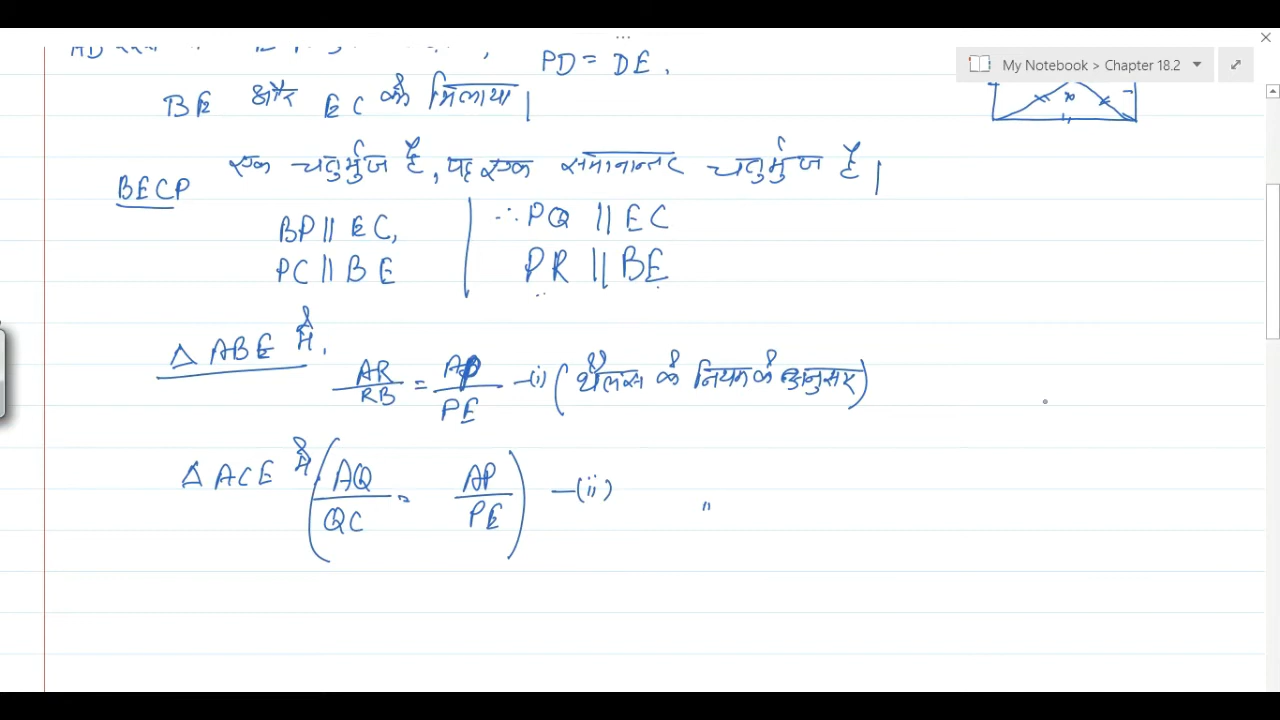 My Notebook > Chapter 18.2
PD = DE.
BE और EC को मिलाया।
BECP एक चतुर्भुज है, यह एक समानान्तर चतुर्भुज है।
BP || EC, ∴ PQ || EC
PC || BE PR || BE
△ ABE में,
AR/RB = AP/PE —(i) (थेल्स के नियम के अनुसार)
△ ACE में, (AQ/QC = AP/PE) —(ii) "